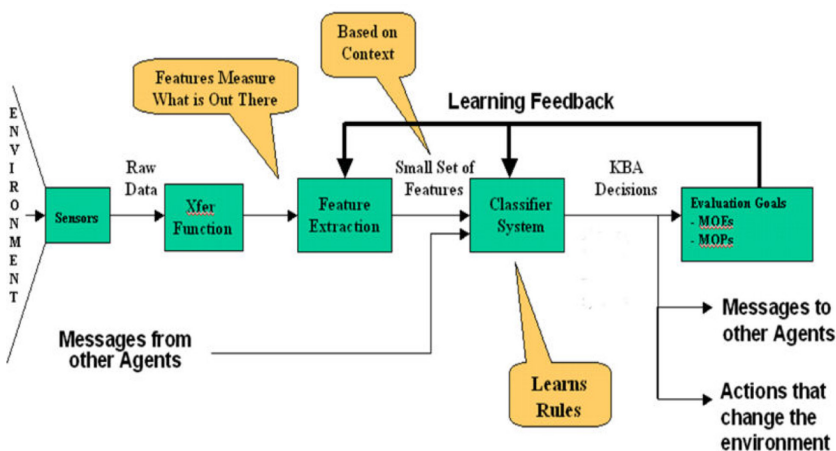 Based on
Context
Features Measure
What is Out There
Learning Feedback
ENVIRONMENT
Raw
Data
Small Set of
Features
KBA
Decisions
Sensors
Xfer
Function
Feature
Extraction
Classifier
System
Evaluation Goals
- MOEs
- MOPs
Messages from
other Agents
Messages to
other Agents
Learns
Rules
Actions that
change the
environment